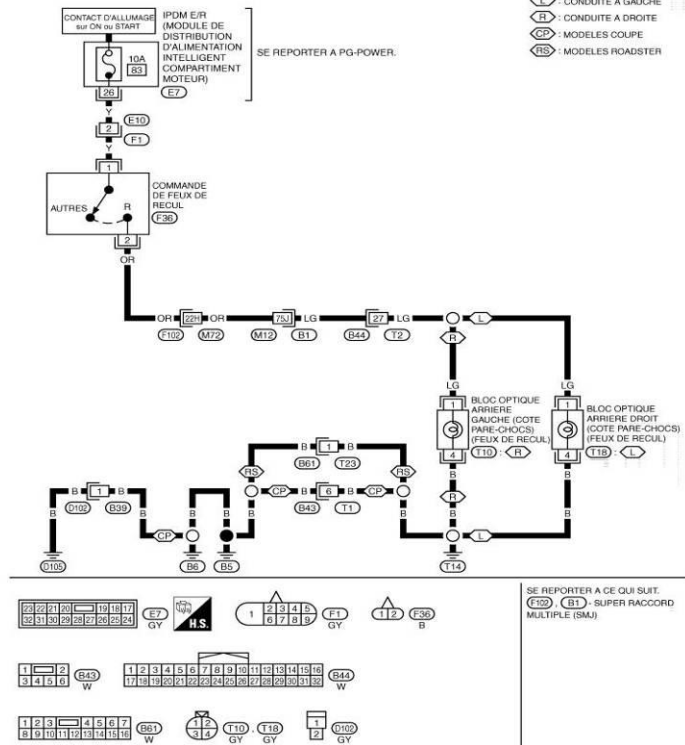 CONTACT D'ALLUMAGE
sur ON ou START
IPDM E/R
(MODULE DE
DISTRIBUTION
D'ALIMENTATION
INTELLIGENT
COMPARTIMENT
MOTEUR)
SE REPORTER A PG-POWER.
L : CONDUITE A GAUCHE
R : CONDUITE A DROITE
CP : MODELES COUPE
RS : MODELES ROADSTER
10A
83
26 E7
Y
2 E10
F1
Y
1
COMMANDE
DE FEUX DE
RECUL
F36
AUTRES R
2
OR
OR 22H OR 75J LG 27 LG L
F102 M72 M12 B1 B44 T2
R
LG LG
1 1
BLOC OPTIQUE
ARRIERE
GAUCHE (COTE
PARE-CHOCS)
(FEUX DE RECUL)
T10 : R
BLOC OPTIQUE
ARRIERE DROIT
(COTE PARE-CHOCS)
(FEUX DE RECUL)
T18 : L
4 4
B B
B 1 B
RS B61 T23 RS
R
B 1 B CP B 6 B CP
D102 B39 B43 T1
B B B B B B B
CP L
D105 B6 B5 T14
23 22 21 20 19 18 17
32 31 30 29 28 27 26 25 24
E7
GY
H.S.
1 2 3 4 5
6 7 8 9
F1
GY
1 2
F36
B
SE REPORTER A CE QUI SUIT.
F102 , B1 - SUPER RACCORD
MULTIPLE (SMJ)
1 2
3 4 5 6
B43
W
1 2 3 4 5 6 7 8 9 10 11 12 13 14 15 16
17 18 19 20 21 22 23 24 25 26 27 28 29 30 31 32
B44
W
1 2 3 4 5 6 7
8 9 10 11 12 13 14 15 16
B61
W
1 2
3 4
T10 , T18
GY GY
1
2
D102
GY